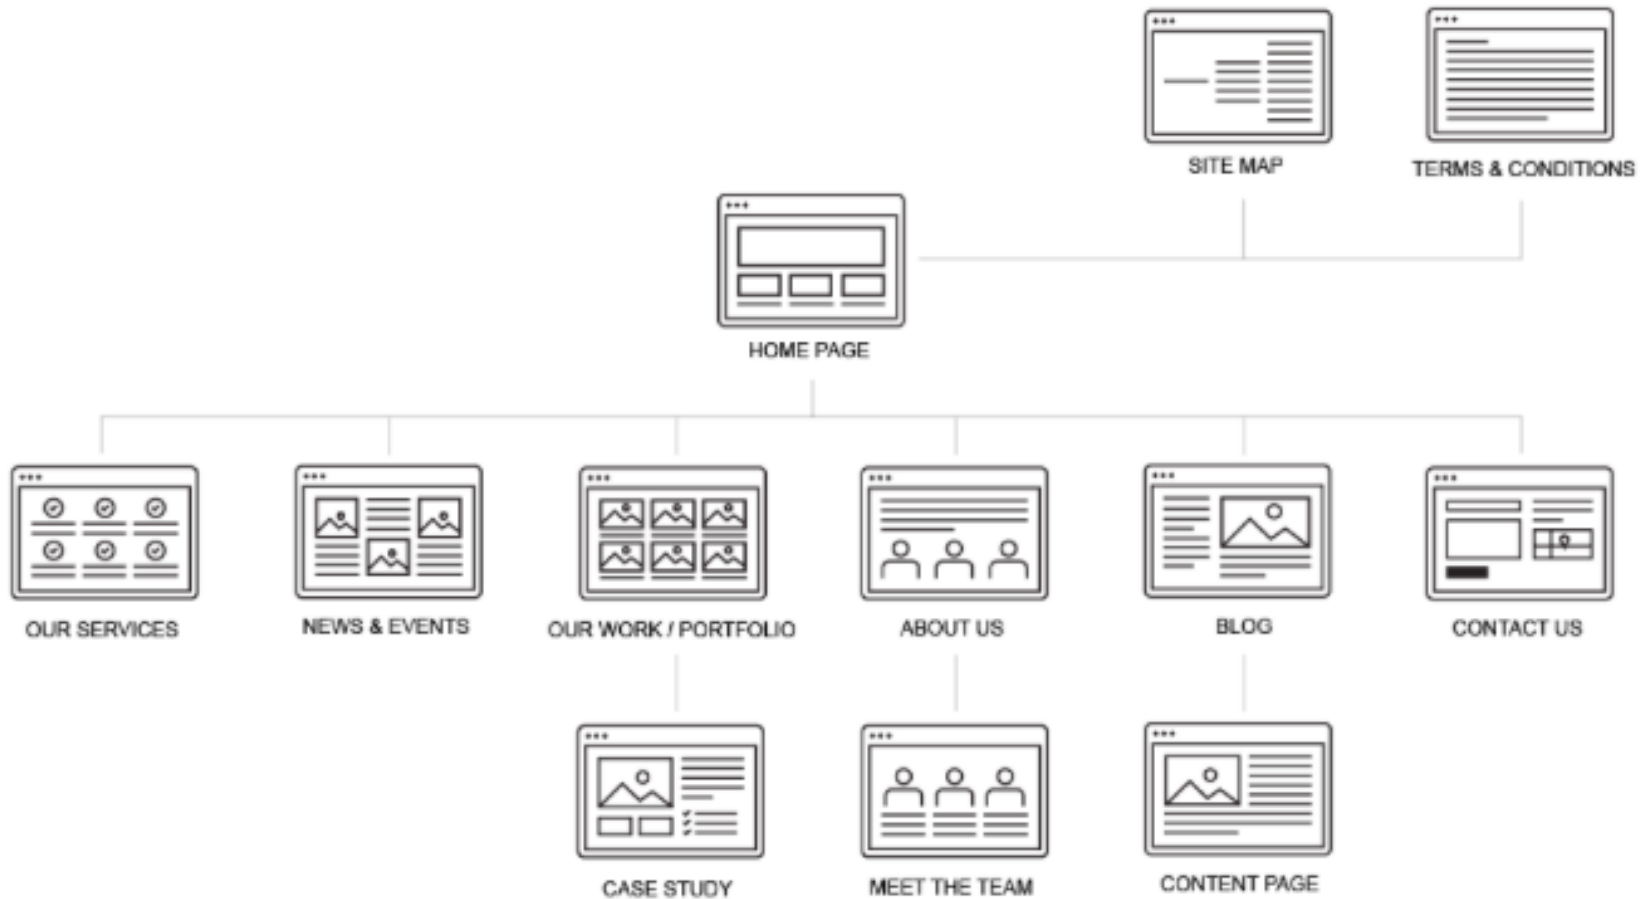 SITE MAP
TERMS & CONDITIONS
HOME PAGE
OUR SERVICES
NEWS & EVENTS
OUR WORK / PORTFOLIO
ABOUT US
BLOG
CONTACT US
CASE STUDY
MEET THE TEAM
CONTENT PAGE